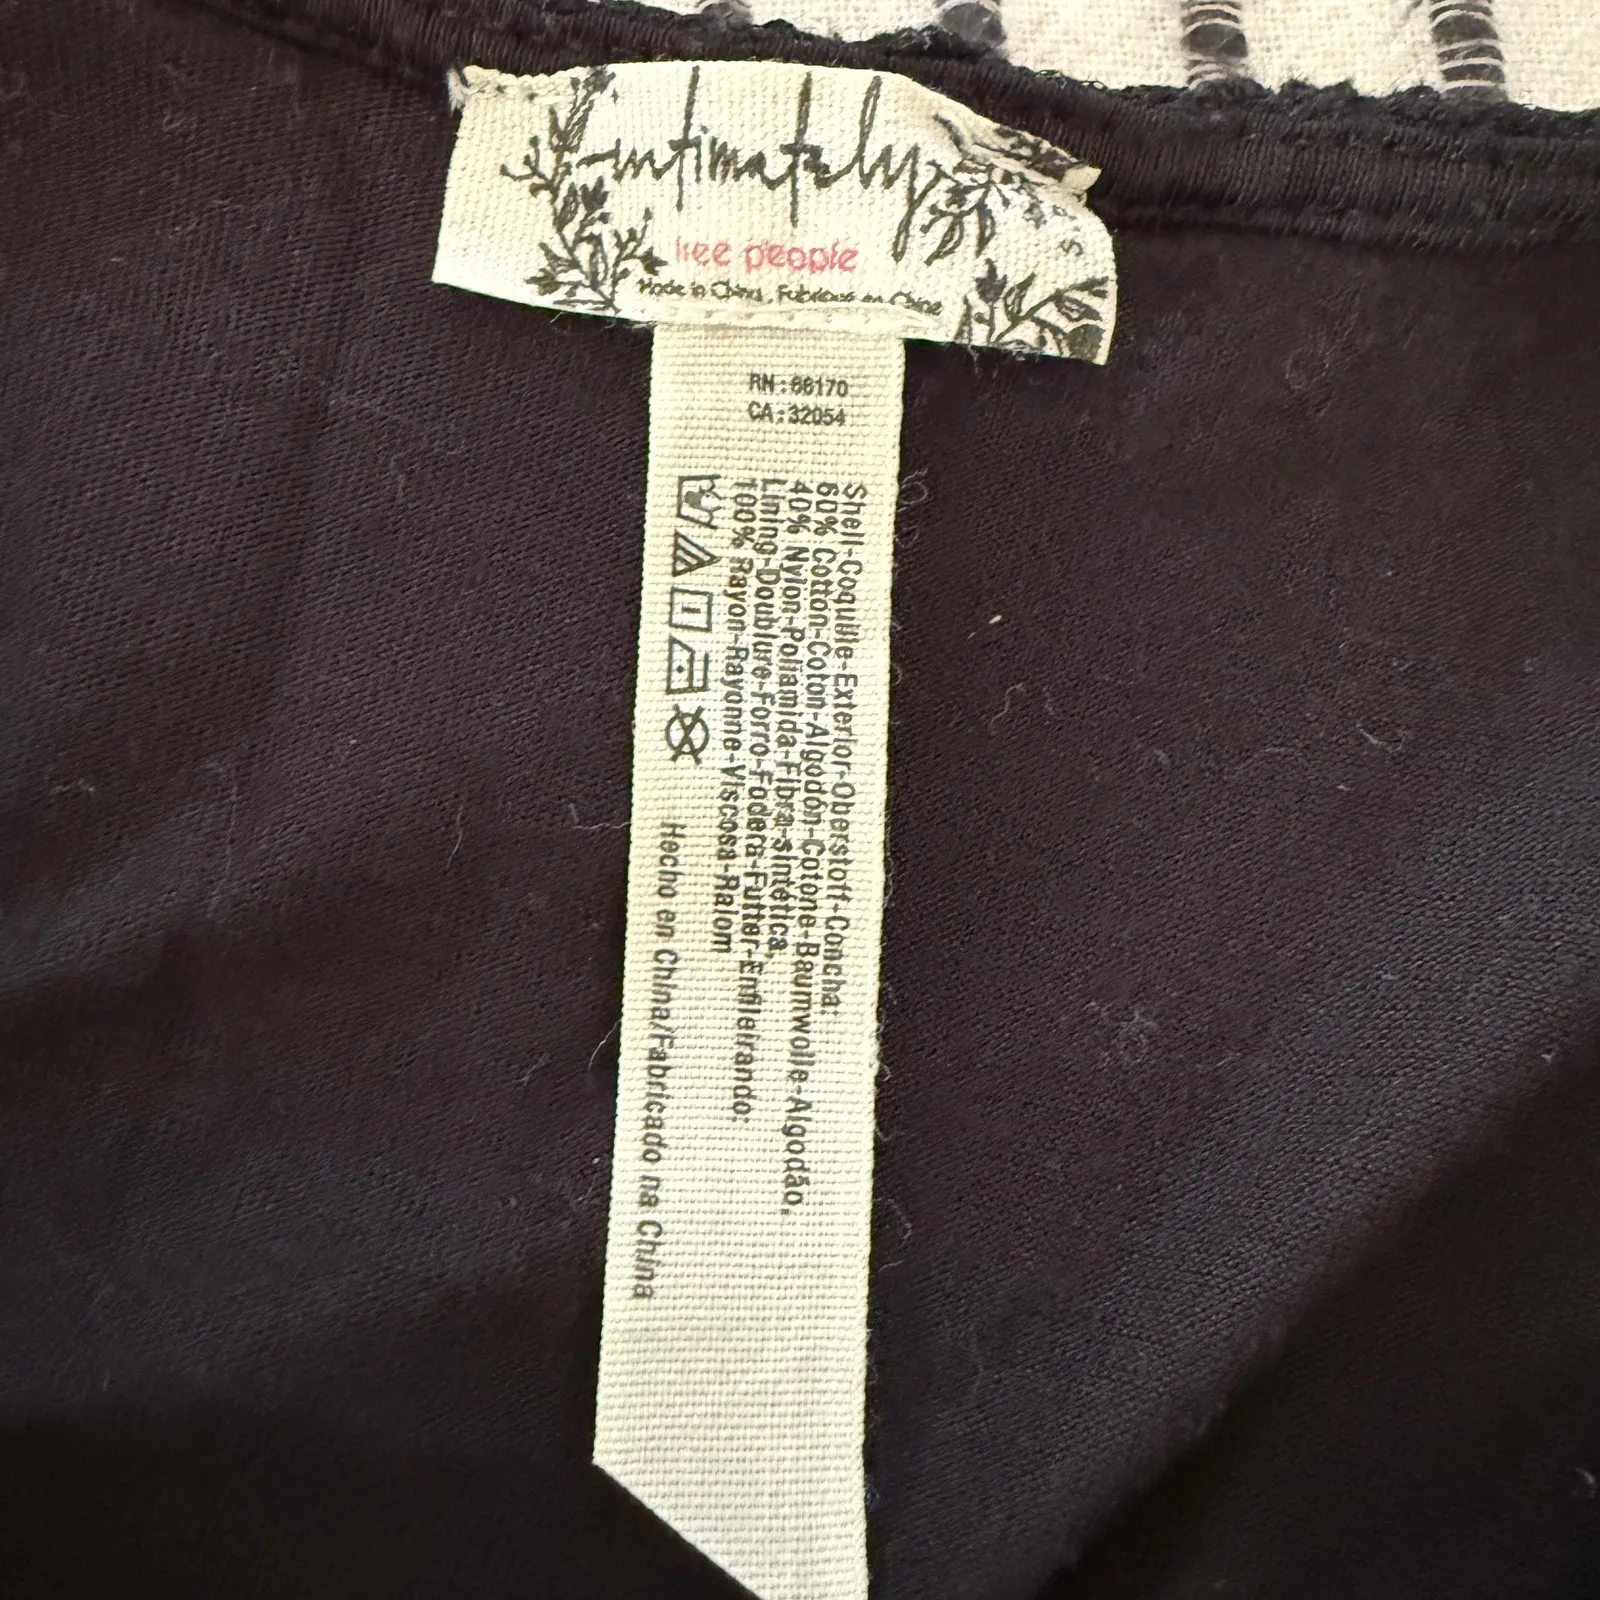 intimately
free people
Made in China, Fabriqué en Chine
S
RN:66170
CA:32054
Shell-Coquille-Exterior-Oberstoff-Concha:
60% Cotton-Coton-Algodón-Cotone-Baumwolle-Algodão,
40% Nylon-Poliamida-Fibra-sintética,
Lining-Doublure-Forro-Fodera-Futter-Enfileirando:
100% Rayon-Rayonne-Viscosa-Raiom
Hecho en China/Fabricado na China